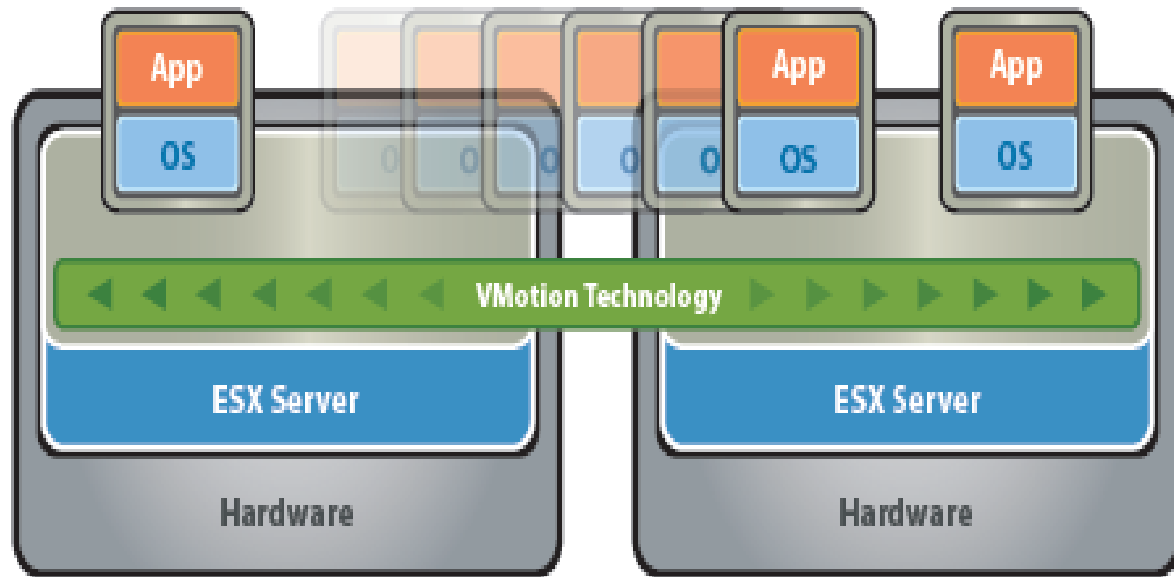 App
OS
O
O
O
O
O
App
OS
App
OS
VMotion Technology
ESX Server
ESX Server
Hardware
Hardware